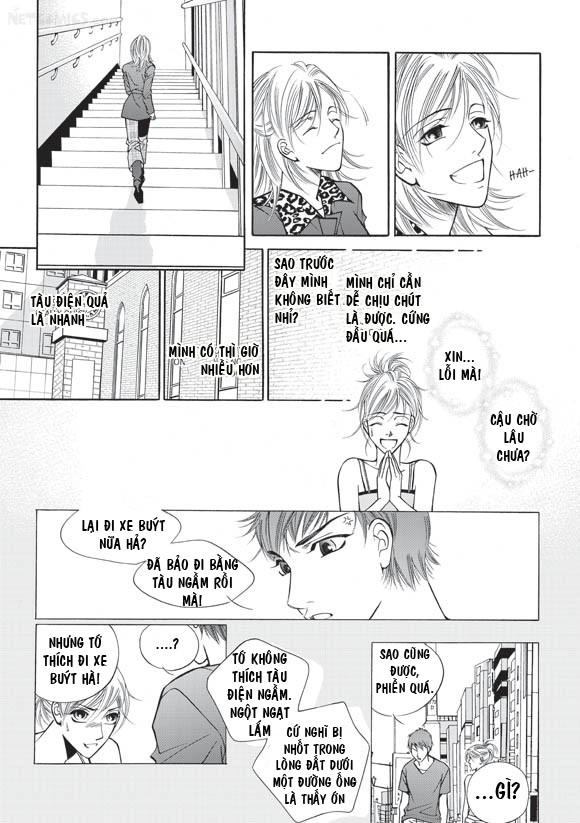 NETCOMICS
HAH~
TÀU ĐIỆN QUẢ
LÀ NHANH
MÌNH CÓ THÌ GIỜ
NHIỀU HƠN
SAO TRƯỚC
ĐÂY MÌNH
KHÔNG BIẾT
NHỈ?
MÌNH CHỈ CẦN
DỄ CHỊU CHÚT
LÀ ĐƯỢC. CỨNG
ĐẦU QUÁ...
XIN...
LỖI MÀ!
CẬU CHỜ
LÂU
CHƯA?
LẠI ĐI XE BUÝT
NỮA HẢ?
ĐÃ BẢO ĐI BẰNG
TÀU NGẦM RỒI
MÀ!
NHƯNG TỚ
THÍCH ĐI XE
BUÝT HÀ!
....?
TỚ KHÔNG
THÍCH TÀU
ĐIỆN NGẦM.
NGỘT NGẠT
LẮM
CỨ NGHĨ BỊ
NHỐT TRONG
LÒNG ĐẤT DƯỚI
MỘT ĐƯỜNG ỐNG
LÀ THẤY ỚN
SAO CŨNG
ĐƯỢC,
PHIỀN QUÁ.
...GÌ?